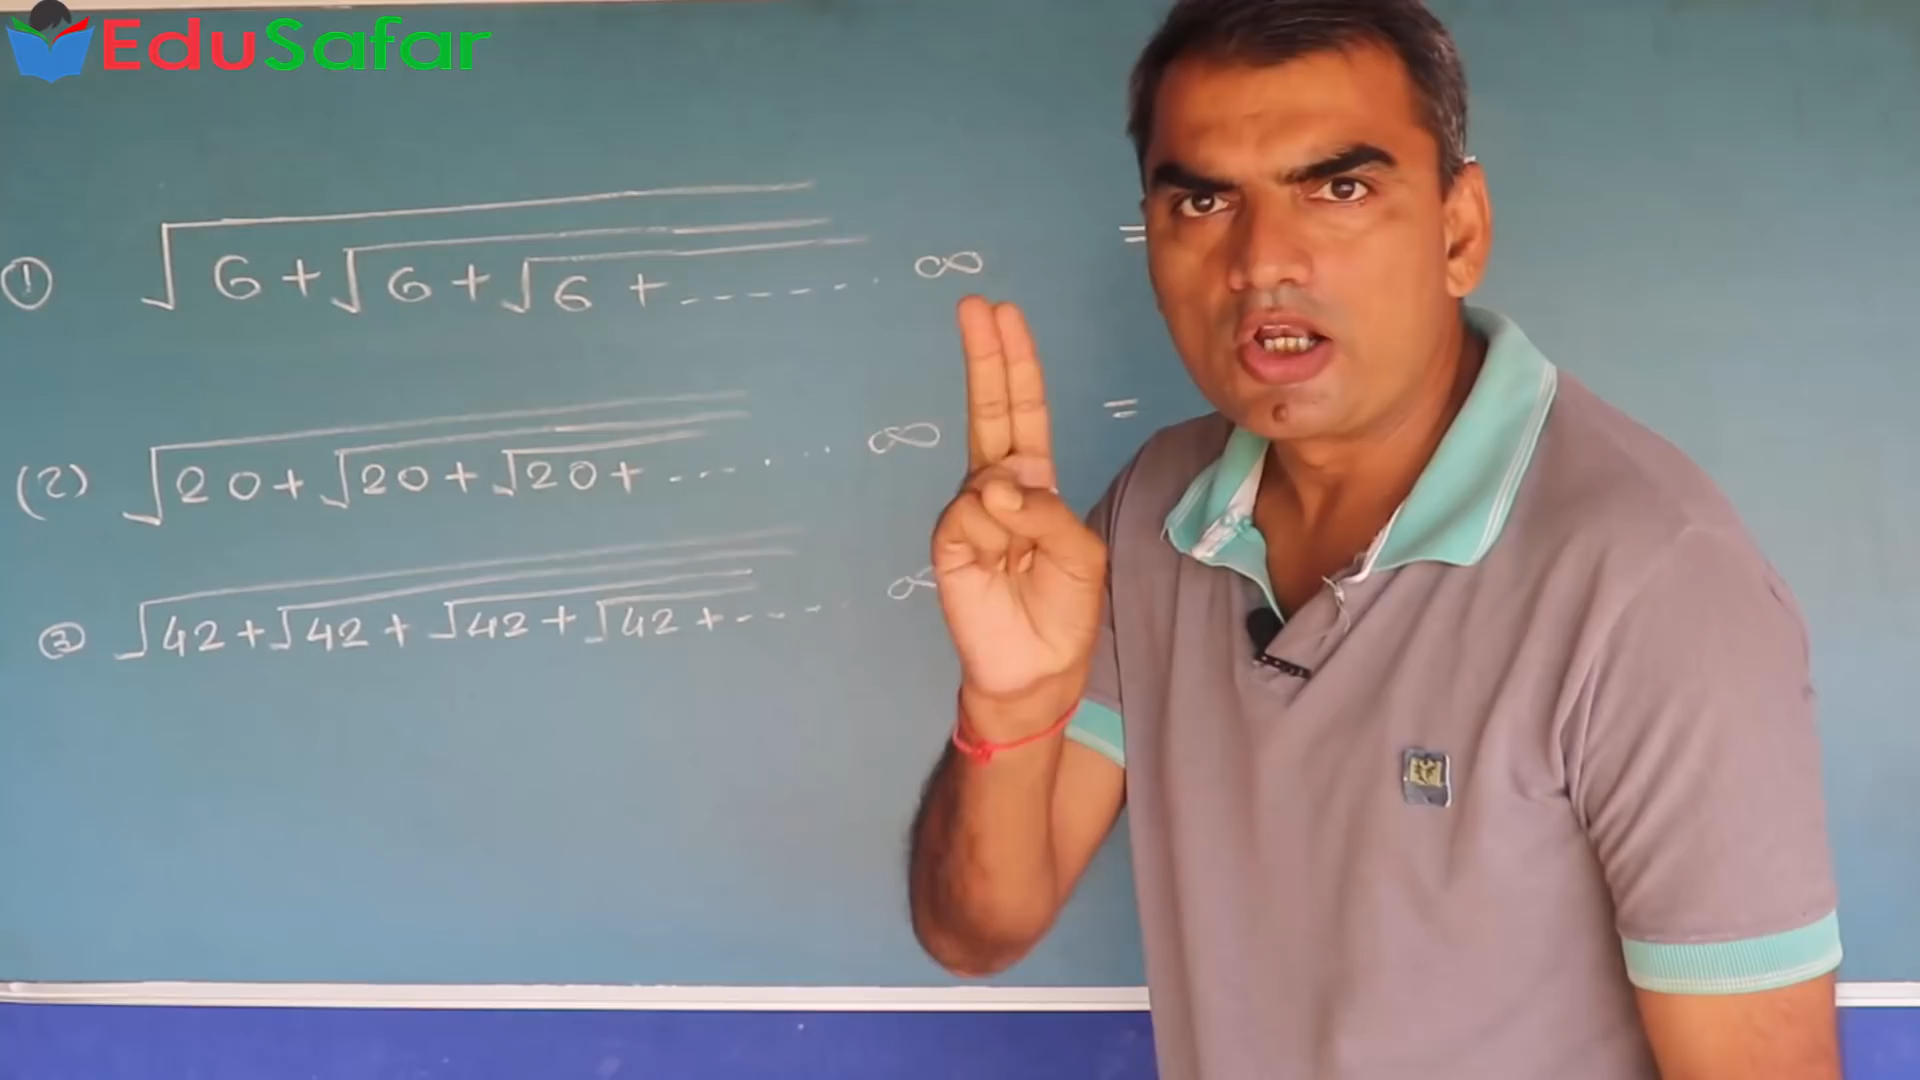 EduSafar
① √6+√6+√6+....... ∞ =
(2) √20+√20+√20+....... ∞ =
③ √42+√42+√42+√42+..... ∞